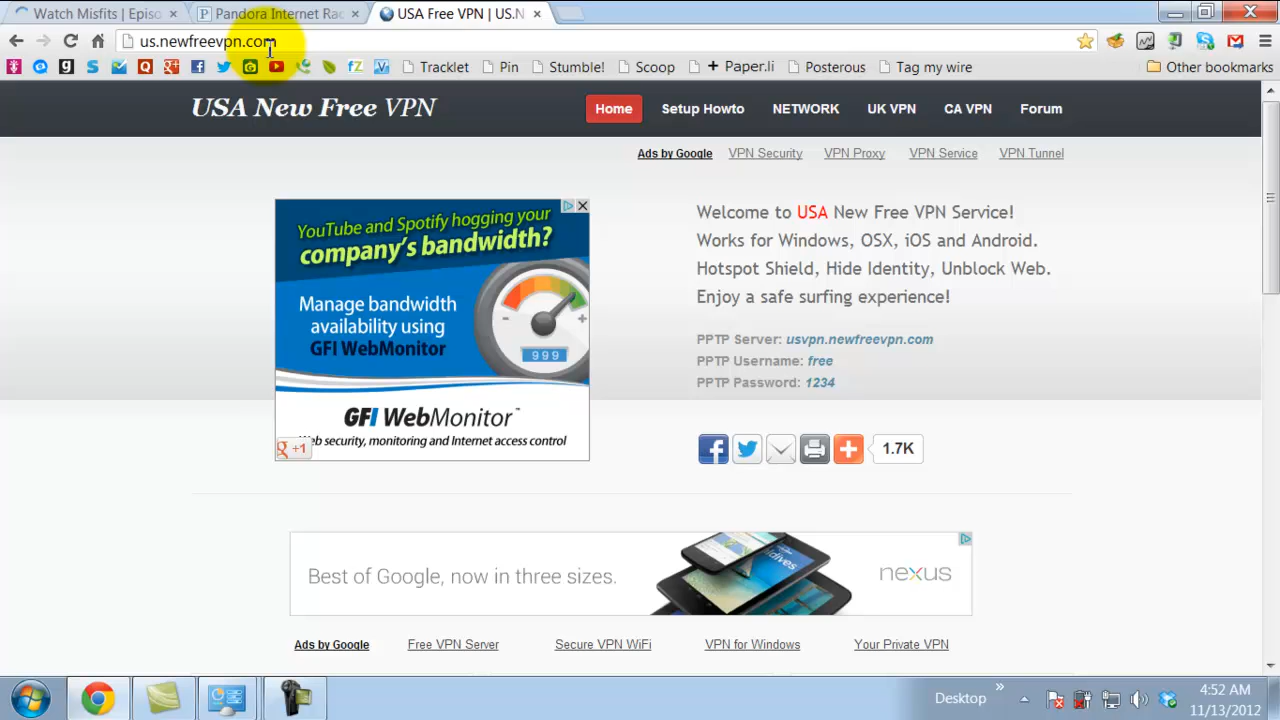 Watch Misfits | Episo
Pandora Internet Rad
USA Free VPN | US.N
us.newfreevpn.com
Tracklet
Pin
Stumble!
Scoop
+ Paper.li
Posterous
Tag my wire
Other bookmarks
USA New Free VPN
Home
Setup Howto
NETWORK
UK VPN
CA VPN
Forum
Ads by Google
VPN Security
VPN Proxy
VPN Service
VPN Tunnel
YouTube and Spotify hogging your
company's bandwidth?
Manage bandwidth
availability using
GFI WebMonitor
999
GFI WebMonitor™
Web security, monitoring and Internet access control
+1
Welcome to USA New Free VPN Service!
Works for Windows, OSX, iOS and Android.
Hotspot Shield, Hide Identity, Unblock Web.
Enjoy a safe surfing experience!
PPTP Server: usvpn.newfreevpn.com
PPTP Username: free
PPTP Password: 1234
1.7K
Best of Google, now in three sizes.
nexus
Ads by Google
Free VPN Server
Secure VPN WiFi
VPN for Windows
Your Private VPN
Desktop
4:52 AM
11/13/2012